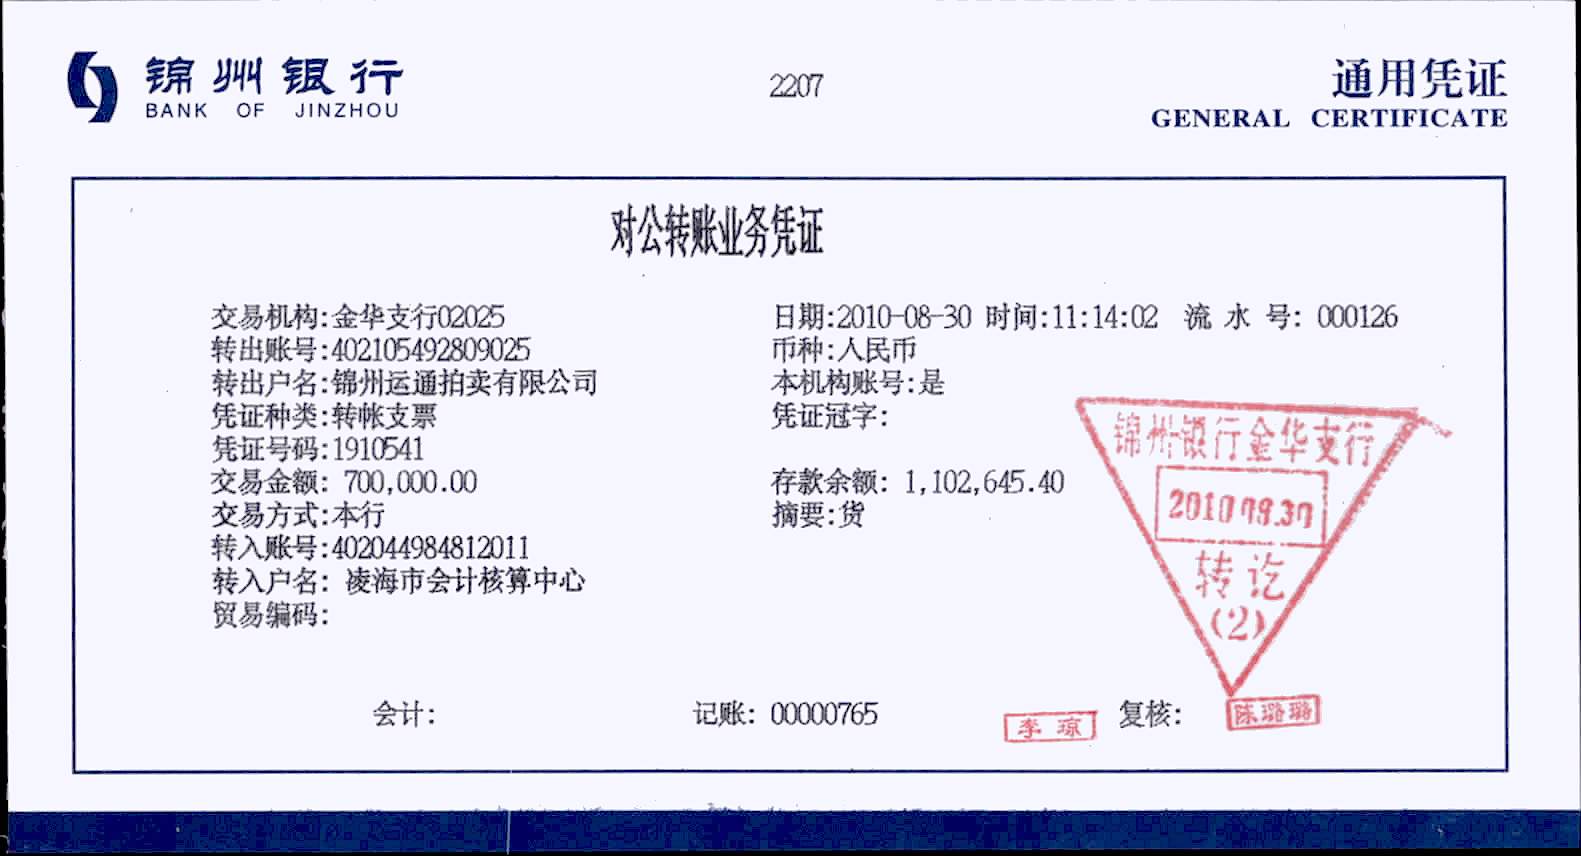 锦州银行
BANK OF JINZHOU
2207
通用凭证
GENERAL CERTIFICATE
对公转账业务凭证
交易机构:金华支行02025
日期:2010-08-30 时间:11:14:02 流 水 号: 000126
转出账号:402105492809025
币种:人民币
转出户名:锦州运通拍卖有限公司
本机构账号:是
凭证种类:转帐支票
凭证冠字:
凭证号码:1910541
交易金额: 700,000.00
存款余额: 1,102,645.40
交易方式:本行
摘要:货
转入账号:402044984812011
转入户名: 凌海市会计核算中心
贸易编码:
锦州银行金华支行
2010 08.30
转讫
(2)
会计:
记账: 00000765
李 琼
复核:
陈璐璐